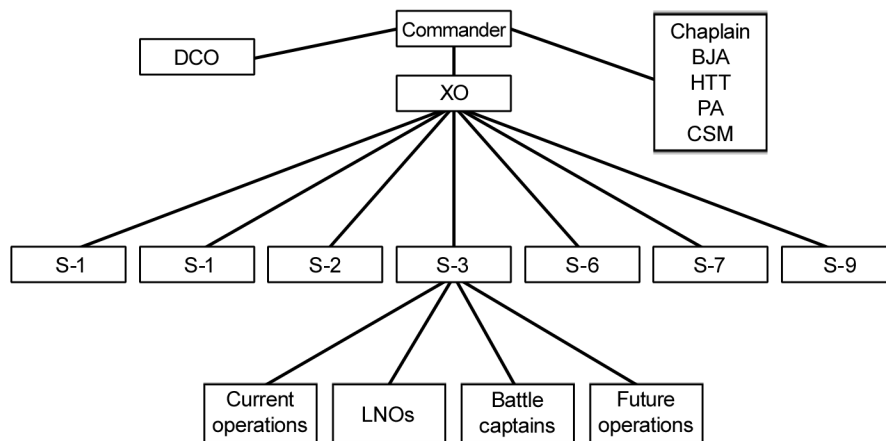 Commander
DCO
Chaplain
BJA
HTT
PA
CSM
XO
S-1
S-1
S-2
S-3
S-6
S-7
S-9
Current
operations
LNOs
Battle
captains
Future
operations